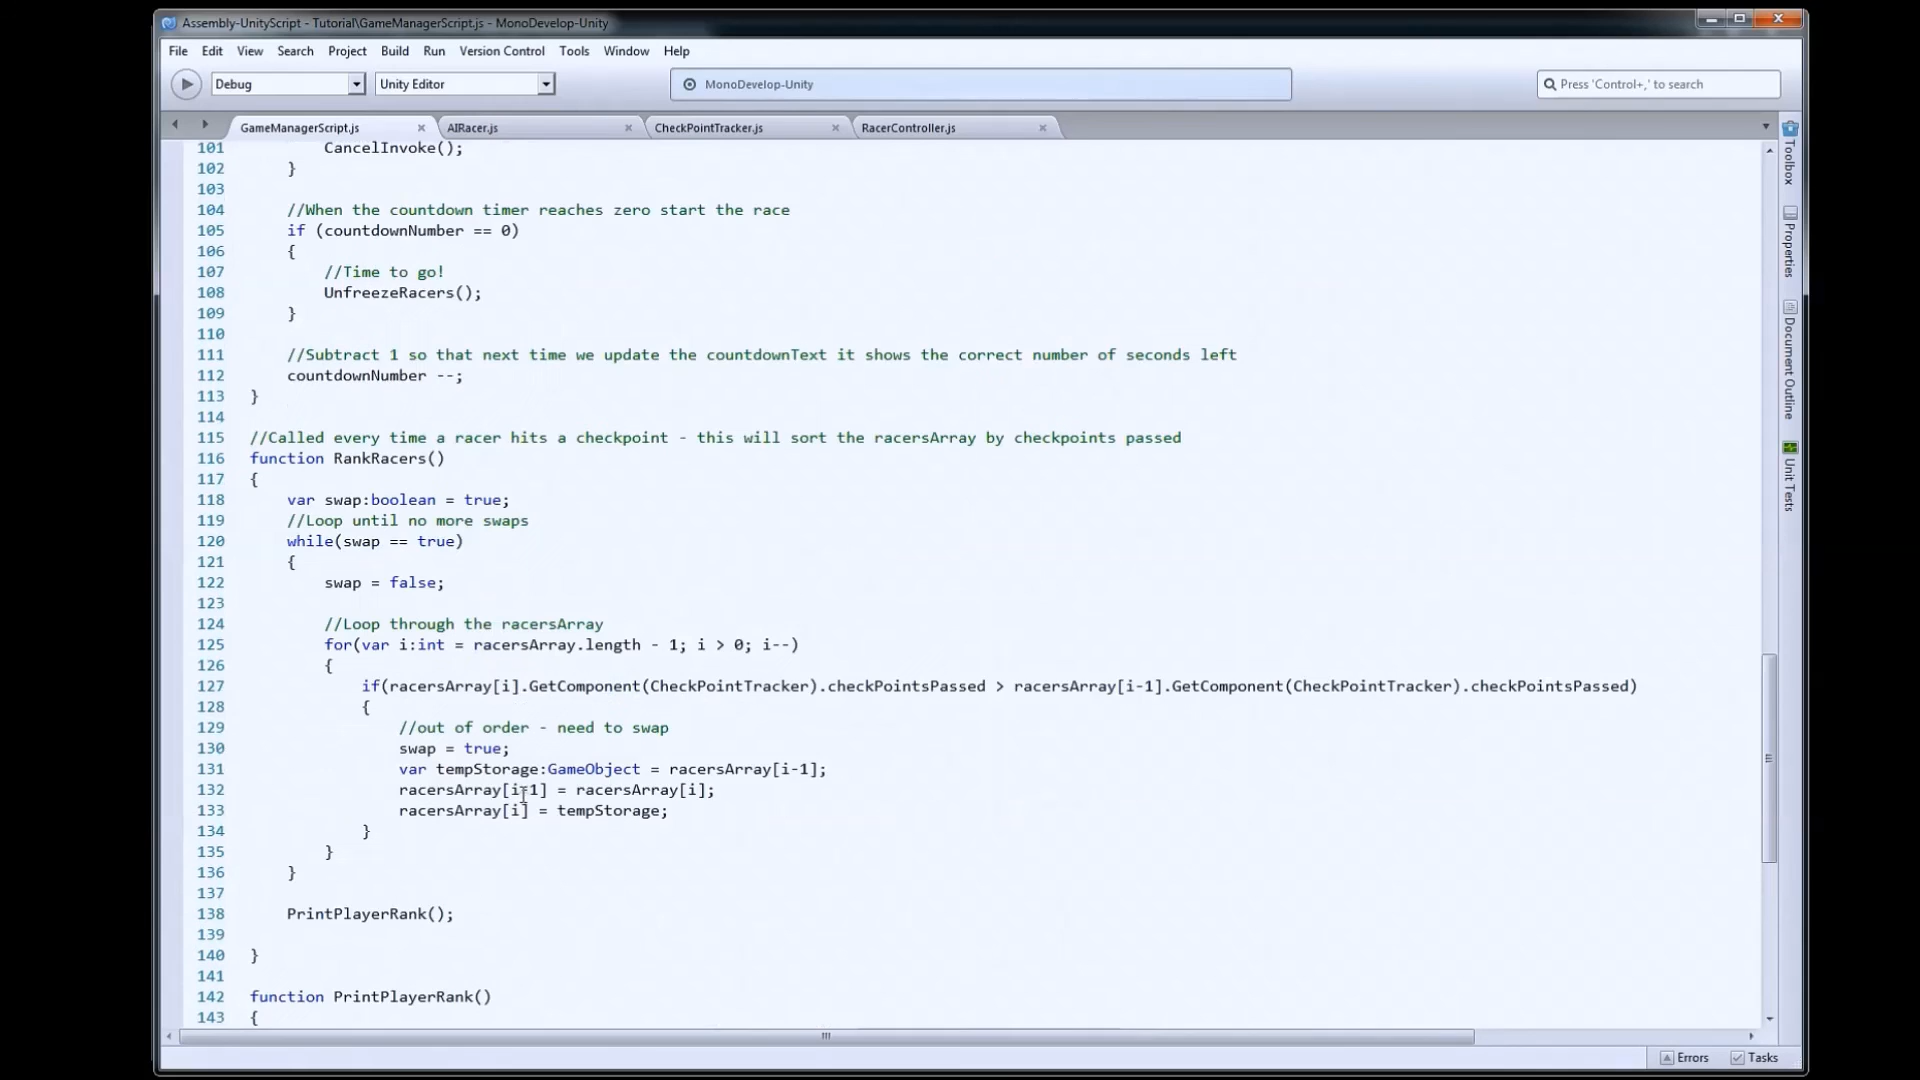 Assembly-UnityScript - Tutorial\GameManagerScript.js - MonoDevelop-Unity
File Edit View Search Project Build Run Version Control Tools Window Help
Debug Unity Editor MonoDevelop-Unity Press 'Control+,' to search
GameManagerScript.js AIRacer.js CheckPointTracker.js RacerController.js
101 CancelInvoke();
102 }
103
104 //When the countdown timer reaches zero start the race
105 if (countdownNumber == 0)
106 {
107 //Time to go!
108 UnfreezeRacers();
109 }
110
111 //Subtract 1 so that next time we update the countdownText it shows the correct number of seconds left
112 countdownNumber --;
113 }
114
115 //Called every time a racer hits a checkpoint - this will sort the racersArray by checkpoints passed
116 function RankRacers()
117 {
118 var swap:boolean = true;
119 //Loop until no more swaps
120 while(swap == true)
121 {
122 swap = false;
123
124 //Loop through the racersArray
125 for(var i:int = racersArray.length - 1; i > 0; i--)
126 {
127 if(racersArray[i].GetComponent(CheckPointTracker).checkPointsPassed > racersArray[i-1].GetComponent(CheckPointTracker).checkPointsPassed)
128 {
129 //out of order - need to swap
130 swap = true;
131 var tempStorage:GameObject = racersArray[i-1];
132 racersArray[i-1] = racersArray[i];
133 racersArray[i] = tempStorage;
134 }
135 }
136 }
137
138 PrintPlayerRank();
139
140 }
141
142 function PrintPlayerRank()
143 {
Toolbox
Properties
Document Outline
Unit Tests
Errors Tasks